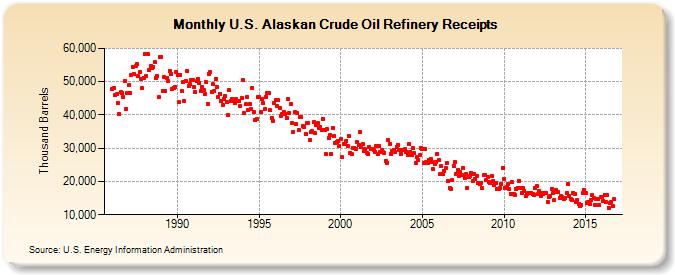 Monthly U.S. Alaskan Crude Oil Refinery Receipts
Thousand Barrels
60,000
50,000
40,000
30,000
20,000
10,000
1990 1995 2000 2005 2010 2015
Source: U.S. Energy Information Administration